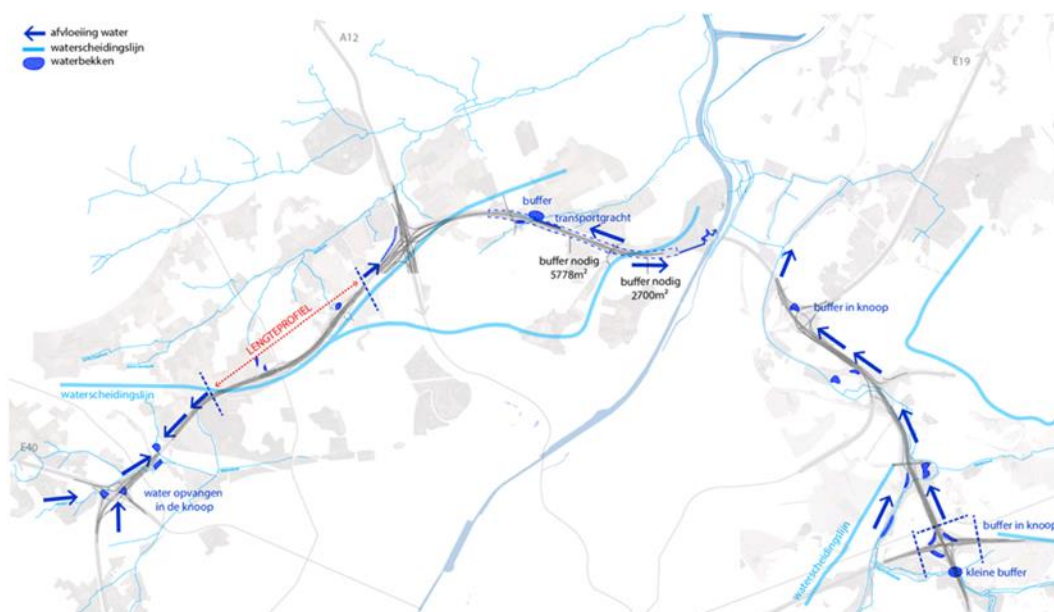 afvloeiing water
waterscheidingslijn
waterbekken
A12
E19
buffer
transportgracht
buffer nodig
5778m²
buffer nodig
2700m²
buffer in knoop
LENGTEPROFIEL
waterscheidingslijn
E40
water opvangen
in de knoop
waterscheidingslijn
buffer in knoop
kleine buffer